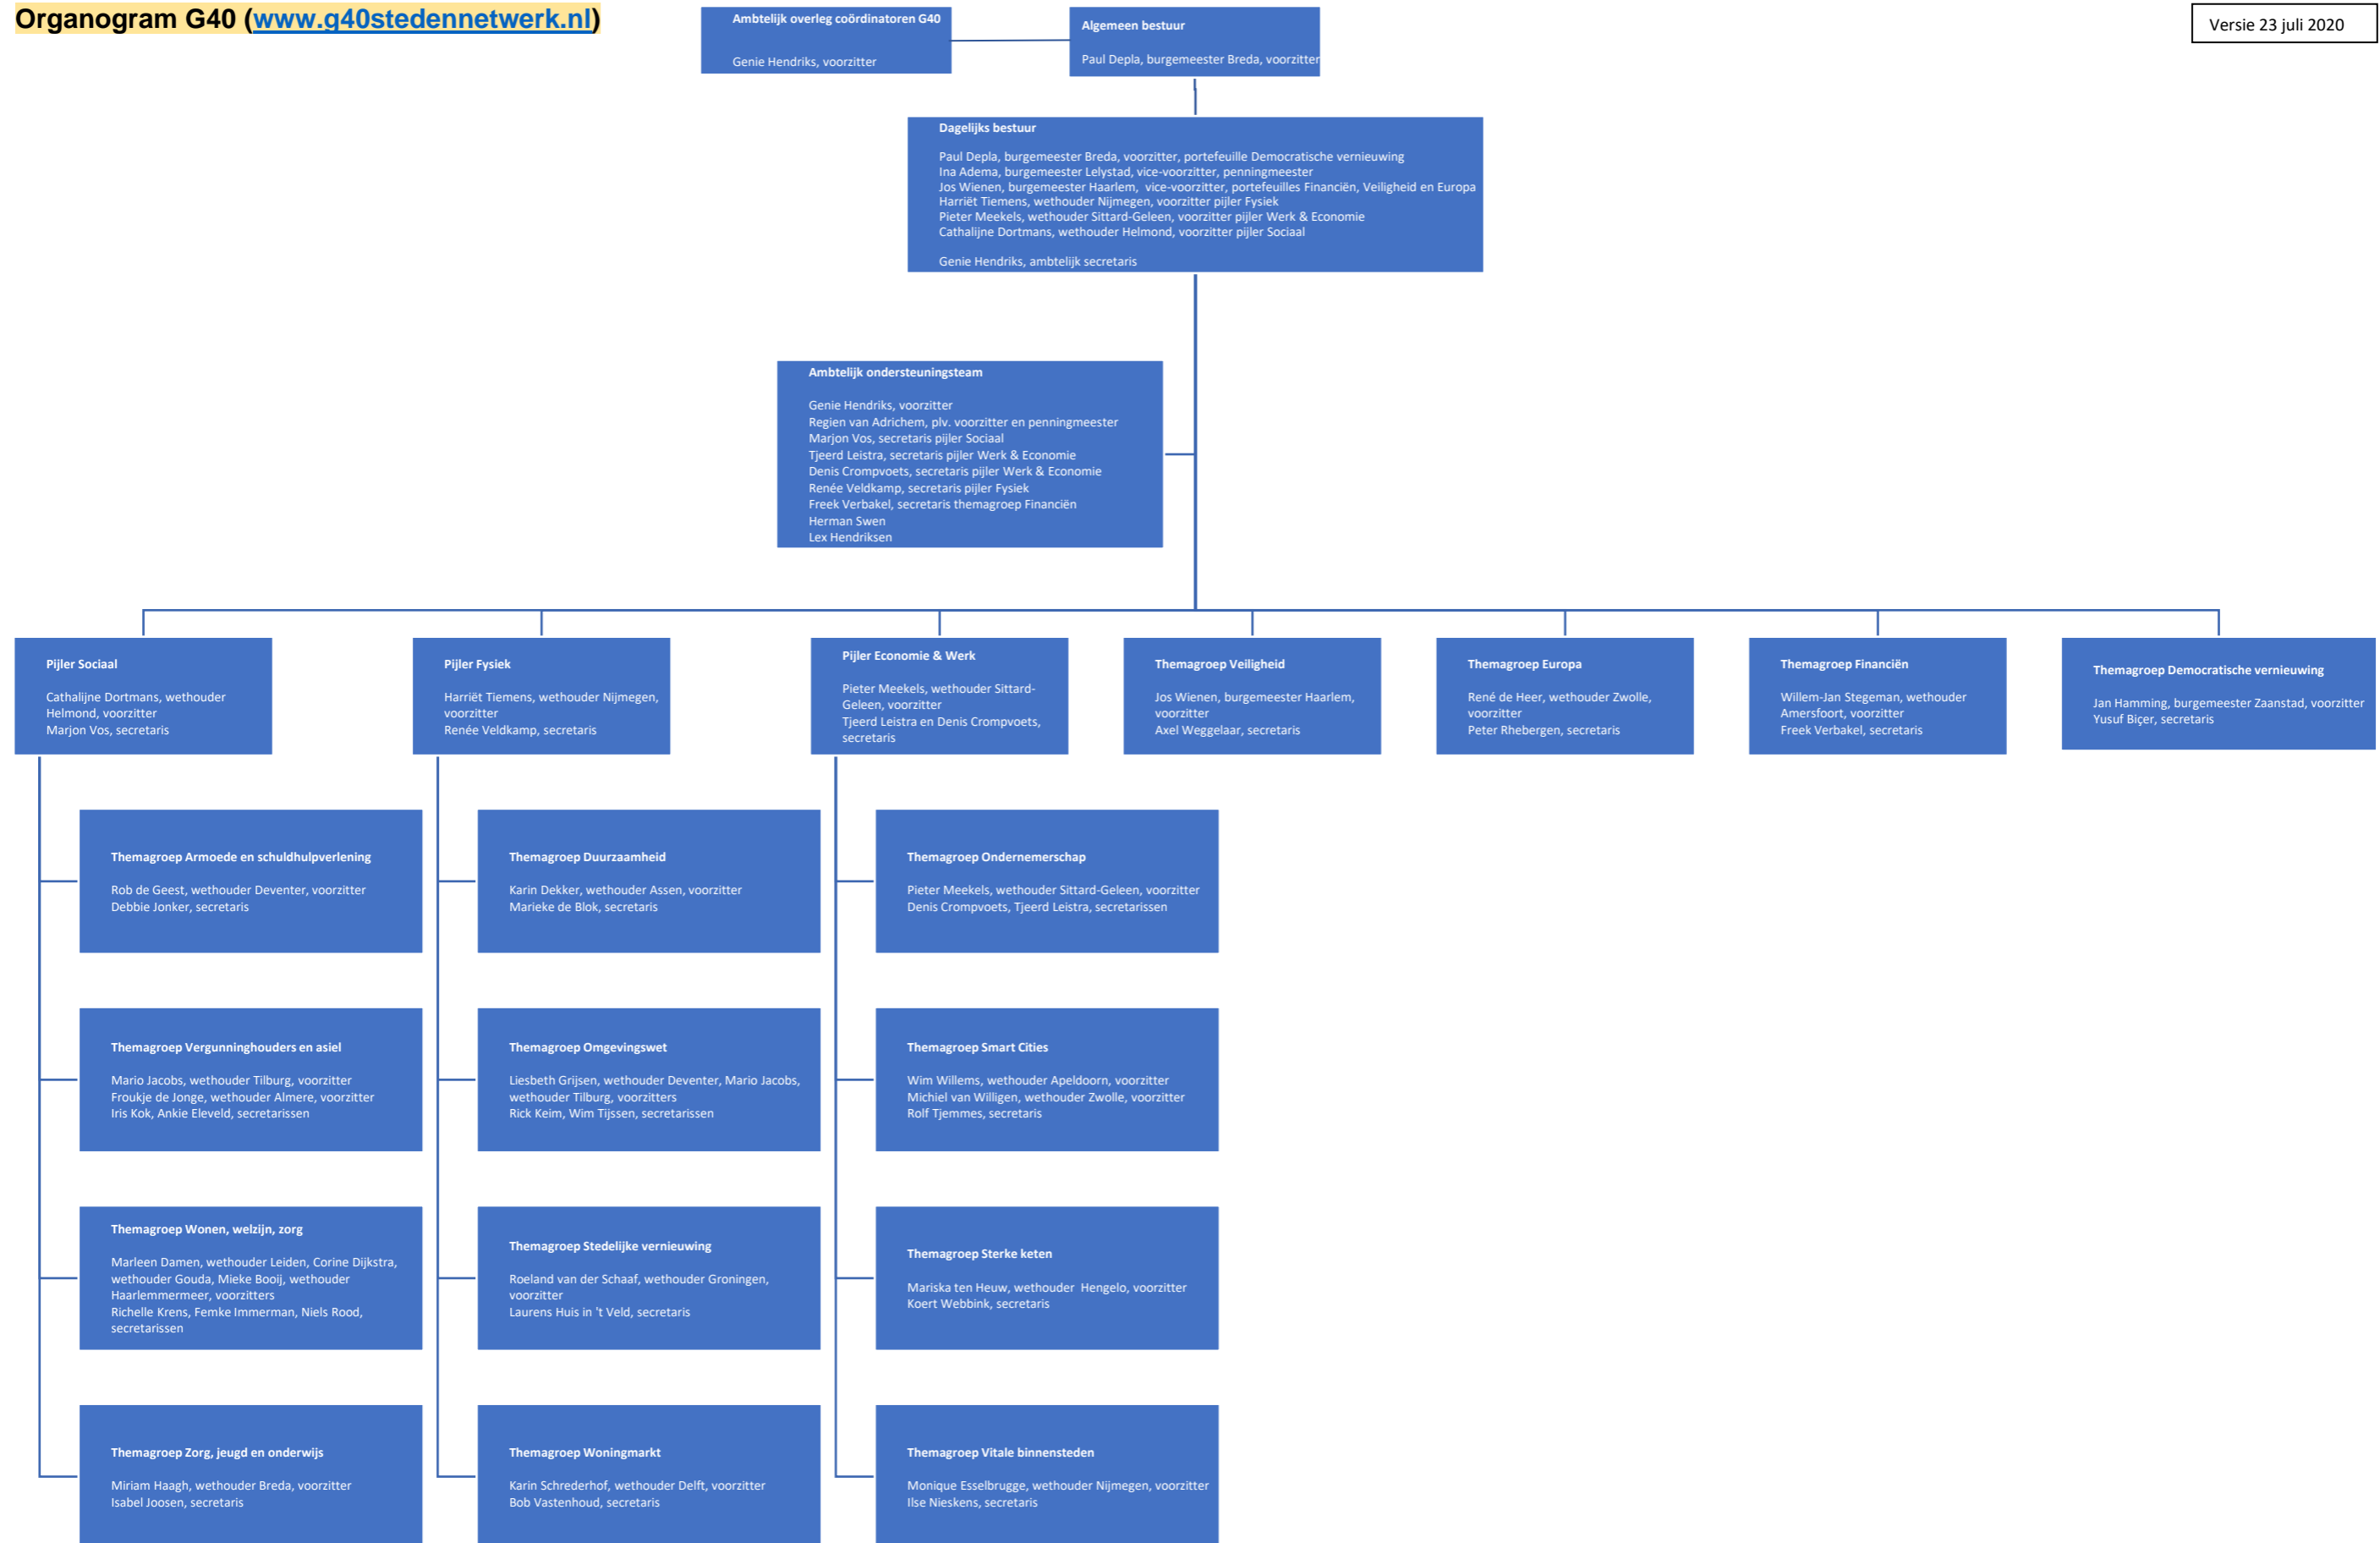 Organogram G40 (www.g40stedennetwerk.nl)
Ambtelijk overleg coördinatoren G40
Genie Hendriks, voorzitter
Algemeen bestuur
Paul Depla, burgemeester Breda, voorzitter
Versie 23 juli 2020
Dagelijks bestuur
Paul Depla, burgemeester Breda, voorzitter, portefeuille Democratische vernieuwing
Ina Adema, burgemeester Lelystad, vice-voorzitter, penningmeester
Jos Wienen, burgemeester Haarlem,  vice-voorzitter, portefeuilles Financiën, Veiligheid en Europa
Harriët Tiemens, wethouder Nijmegen, voorzitter pijler Fysiek
Pieter Meekels, wethouder Sittard-Geleen, voorzitter pijler Werk & Economie
Cathalijne Dortmans, wethouder Helmond, voorzitter pijler Sociaal
Genie Hendriks, ambtelijk secretaris
Ambtelijk ondersteuningsteam
Genie Hendriks, voorzitter
Regien van Adrichem, plv. voorzitter en penningmeester
Marjon Vos, secretaris pijler Sociaal
Tjeerd Leistra, secretaris pijler Werk & Economie
Denis Crompvoets, secretaris pijler Werk & Economie
Renée Veldkamp, secretaris pijler Fysiek
Freek Verbakel, secretaris themagroep Financiën
Herman Swen
Lex Hendriksen
Pijler Sociaal
Cathalijne Dortmans, wethouder
Helmond, voorzitter
Marjon Vos, secretaris
Pijler Fysiek
Harriët Tiemens, wethouder Nijmegen,
voorzitter
Renée Veldkamp, secretaris
Pijler Economie & Werk
Pieter Meekels, wethouder Sittard-
Geleen, voorzitter
Tjeerd Leistra en Denis Crompvoets,
secretaris
Themagroep Veiligheid
Jos Wienen, burgemeester Haarlem,
voorzitter
Axel Weggelaar, secretaris
Themagroep Europa
René de Heer, wethouder Zwolle,
voorzitter
Peter Rhebergen, secretaris
Themagroep Financiën
Willem-Jan Stegeman, wethouder
Amersfoort, voorzitter
Freek Verbakel, secretaris
Themagroep Democratische vernieuwing
Jan Hamming, burgemeester Zaanstad, voorzitter
Yusuf Biçer, secretaris
Themagroep Armoede en schuldhulpverlening
Rob de Geest, wethouder Deventer, voorzitter
Debbie Jonker, secretaris
Themagroep Duurzaamheid
Karin Dekker, wethouder Assen, voorzitter
Marieke de Blok, secretaris
Themagroep Ondernemerschap
Pieter Meekels, wethouder Sittard-Geleen, voorzitter
Denis Crompvoets, Tjeerd Leistra, secretarissen
Themagroep Vergunninghouders en asiel
Mario Jacobs, wethouder Tilburg, voorzitter
Froukje de Jonge, wethouder Almere, voorzitter
Iris Kok, Ankie Eleveld, secretarissen
Themagroep Omgevingswet
Liesbeth Grijsen, wethouder Deventer, Mario Jacobs,
wethouder Tilburg, voorzitters
Rick Keim, Wim Tijssen, secretarissen
Themagroep Smart Cities
Wim Willems, wethouder Apeldoorn, voorzitter
Michiel van Willigen, wethouder Zwolle, voorzitter
Rolf Tjemmes, secretaris
Themagroep Wonen, welzijn, zorg
Marleen Damen, wethouder Leiden, Corine Dijkstra,
wethouder Gouda, Mieke Booij, wethouder
Haarlemmermeer, voorzitters
Richelle Krens, Femke Immerman, Niels Rood,
secretarissen
Themagroep Stedelijke vernieuwing
Roeland van der Schaaf, wethouder Groningen,
voorzitter
Laurens Huis in 't Veld, secretaris
Themagroep Sterke keten
Mariska ten Heuw, wethouder  Hengelo, voorzitter
Koert Webbink, secretaris
Themagroep Zorg, jeugd en onderwijs
Miriam Haagh, wethouder Breda, voorzitter
Isabel Joosen, secretaris
Themagroep Woningmarkt
Karin Schrederhof, wethouder Delft, voorzitter
Bob Vastenhoud, secretaris
Themagroep Vitale binnensteden
Monique Esselbrugge, wethouder Nijmegen, voorzitter
Ilse Nieskens, secretaris